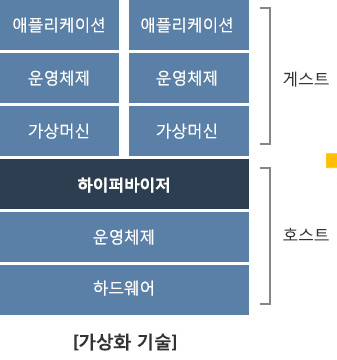 애플리케이션 애플리케이션
운영체제 운영체제
게스트
가상머신 가상머신
하이퍼바이저
운영체제
호스트
하드웨어
[가상화 기술]